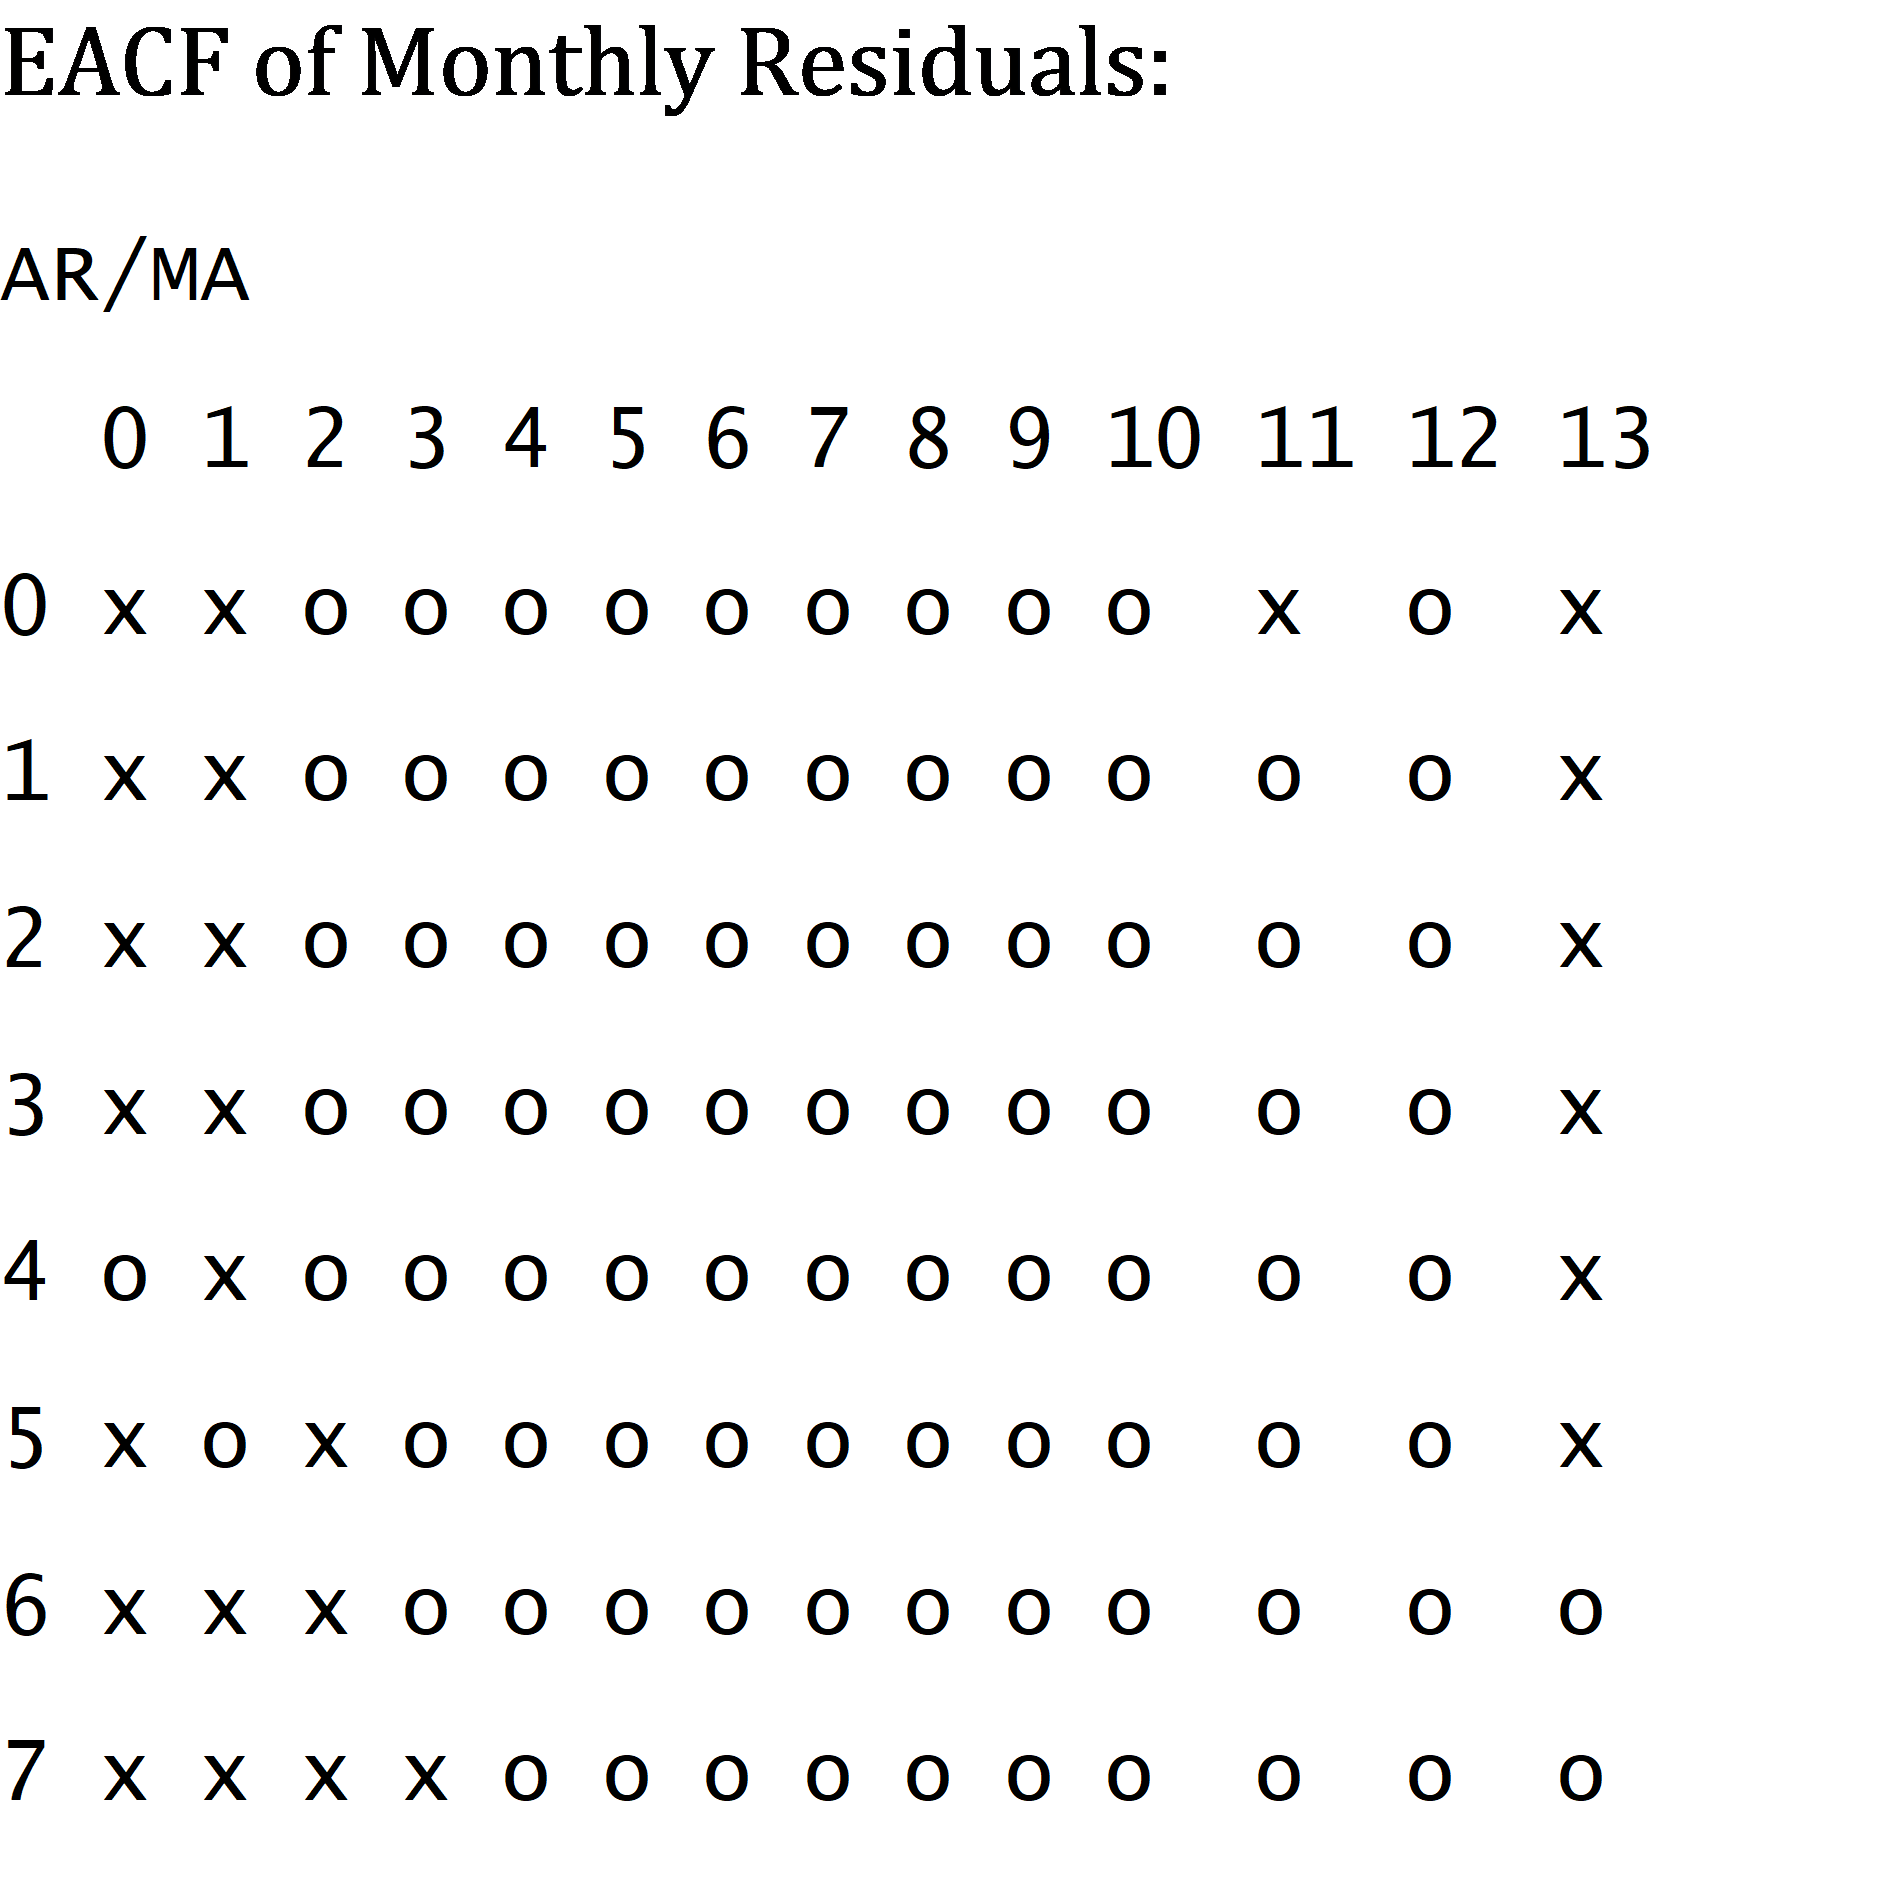 EACF of Monthly Residuals:
AR/MA
0 1 2 3 4 5 6 7 8 9 10 11 12 13
0 x x o o o o o o o o o x o x
1 x x o o o o o o o o o o o x
2 x x o o o o o o o o o o o x
3 x x o o o o o o o o o o o x
4 o x o o o o o o o o o o o x
5 x o x o o o o o o o o o o x
6 x x x o o o o o o o o o o o
7 x x x x o o o o o o o o o o